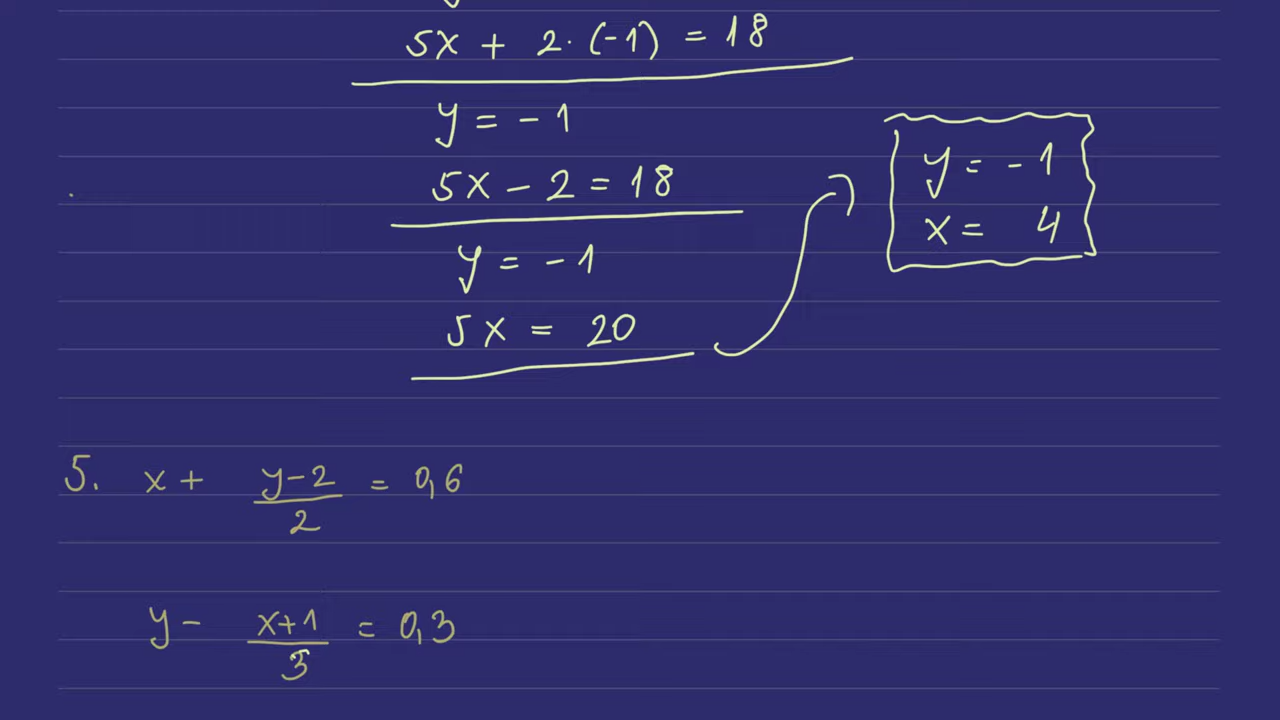 5x + 2·(-1) = 18
y = -1
5x - 2 = 18
y = -1
5x = 20
y = -1
x = 4
5. x + y-2/2 = 0,6
y - x+1/3 = 0,3